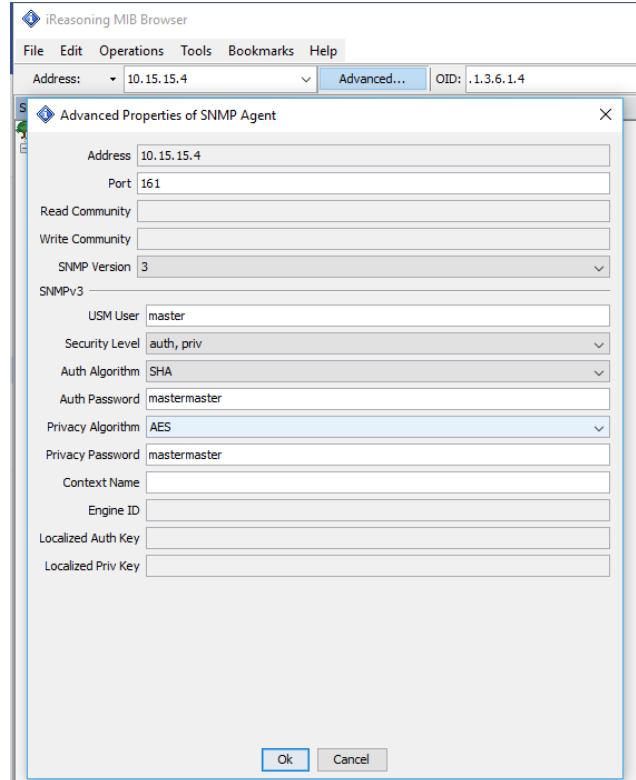 iReasoning MIB Browser
File Edit Operations Tools Bookmarks Help
Address: 10.15.15.4 Advanced... OID: .1.3.6.1.4
S
Advanced Properties of SNMP Agent
Address 10.15.15.4
Port 161
Read Community
Write Community
SNMP Version 3
SNMPv3
USM User master
Security Level auth, priv
Auth Algorithm SHA
Auth Password mastermaster
Privacy Algorithm AES
Privacy Password mastermaster
Context Name
Engine ID
Localized Auth Key
Localized Priv Key
Ok Cancel